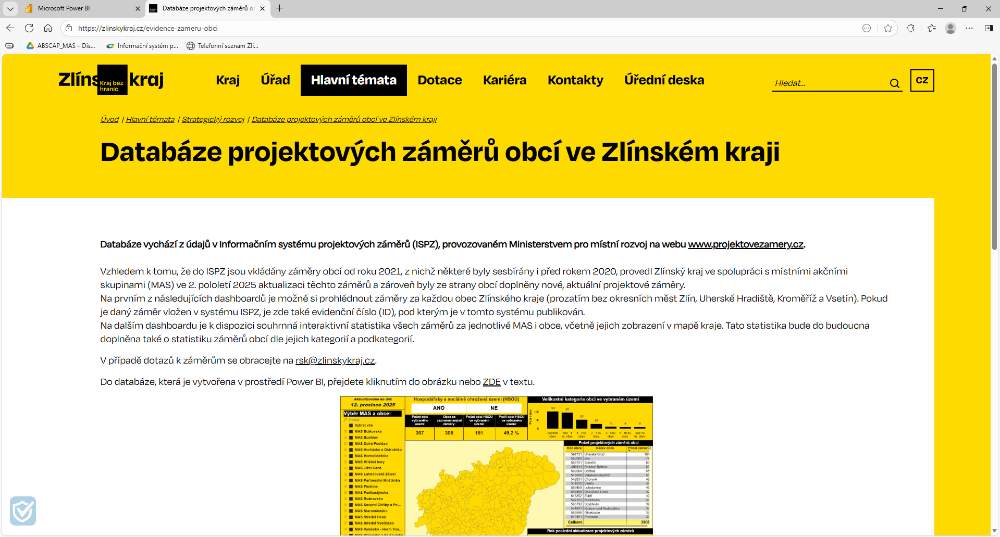 Microsoft Power BI
Databáze projektových záměrů ob
https://zlinskykraj.cz/evidence-zameru-obci
ABSCAP_MAS – Dis...
Informační systém p...
Telefonní seznam Zlí...
Zlíns kraj
Kraj bez
hranic
Kraj
Úřad
Hlavní témata
Dotace
Kariéra
Kontakty
Úřední deska
Hledat...
CZ
Úvod | Hlavní témata | Strategický rozvoj | Databáze projektových záměrů obcí ve Zlínském kraji
Databáze projektových záměrů obcí ve Zlínském kraji
Databáze vychází z údajů v Informačním systému projektových záměrů (ISPZ), provozovaném Ministerstvem pro místní rozvoj na webu www.projektovezamery.cz.
Vzhledem k tomu, že do ISPZ jsou vkládány záměry obcí od roku 2021, z nichž některé byly sesbírány i před rokem 2020, provedl Zlínský kraj ve spolupráci s místními akčními
skupinami (MAS) ve 2. pololetí 2025 aktualizaci těchto záměrů a zároveň byly ze strany obcí doplněny nové, aktuální projektové záměry.
Na prvním z následujících dashboardů je možné si prohlédnout záměry za každou obec Zlínského kraje (prozatím bez okresních měst Zlín, Uherské Hradiště, Kroměříž a Vsetín). Pokud
je daný záměr vložen v systému ISPZ, je zde také evidenční číslo (ID), pod kterým je v tomto systému publikován.
Na dalším dashboardu je k dispozici souhrnná interaktivní statistika všech záměrů za jednotlivé MAS i obce, včetně jejich zobrazení v mapě kraje. Tato statistika bude do budoucna
doplněna také o statistiku záměrů obcí dle jejich kategorií a podkategorií.
V případě dotazů k záměrům se obracejte na rsk@zlinskykraj.cz.
Do databáze, která je vytvořena v prostředí Power BI, přejdete kliknutím do obrázku nebo ZDE v textu.
Aktualizováno ke dni:
12. prosince 2025
Výběr MAS a obce:
Hledat
Vybrat vše
MAS Bojkovska
MAS Buchlov
MAS Dolní Poolšaví
MAS Horňácko a Ostrožsko
MAS Hornolidečska
MAS Hříběcí hory
MAS Jižní Haná
MAS Luhačovské Zálesí
MAS Partnerství Moštěnka
MAS Ploština
MAS Podhostýnska
MAS Rožnovsko
MAS Severní Chřiby a Po...
MAS Staroměstsko
MAS Střední Haná
MAS Střední Vsetínsko
MAS Valašsko - Horní Vsa...
Hospodářsky a sociálně ohrožená území (HSOÚ)
ANO NE
Počet obcí vybraného území:
Obce se zaznamenanými záměry:
Počet obcí HSOÚ ve vybraném území:
Podíl obcí HSOÚ ve vybraném území:
307 308 151 49,2 %
Velikostní kategorie obcí ve vybraném území
Počet obcí
100
50
0
53 28 11 9 9
pod 500 obyv.
500 - 1 tis. obyv.
1 - 2 tis. obyv.
2 - 3 tis. obyv.
3 - 5 tis. obyv.
5 - 10 tis. obyv.
nad 10 tis. obyv.
Počet projektových záměrů obcí
Kód obce Název obce Počet záměrů
592731 Uherský Brod 104
585068 Zlín 74
585751 Slavičín 63
585114 Brumov-Bylnice 59
592064 Boršice 55
545058 Valašské Meziříčí 50
542831 Choryně 49
541630 Vsetín 46
585459 Luhačovice 46
592455 Ostrožská Lhota 42
545252 Zubří 40
592102 Buchlovice 40
585793 Spytihněv 39
544841 Rožnov pod Radhoštěm 37
585599 Otrokovice 37
549401 Pozlovice 36
Celkem 3908
Rok poslední aktualizace projektových záměrů